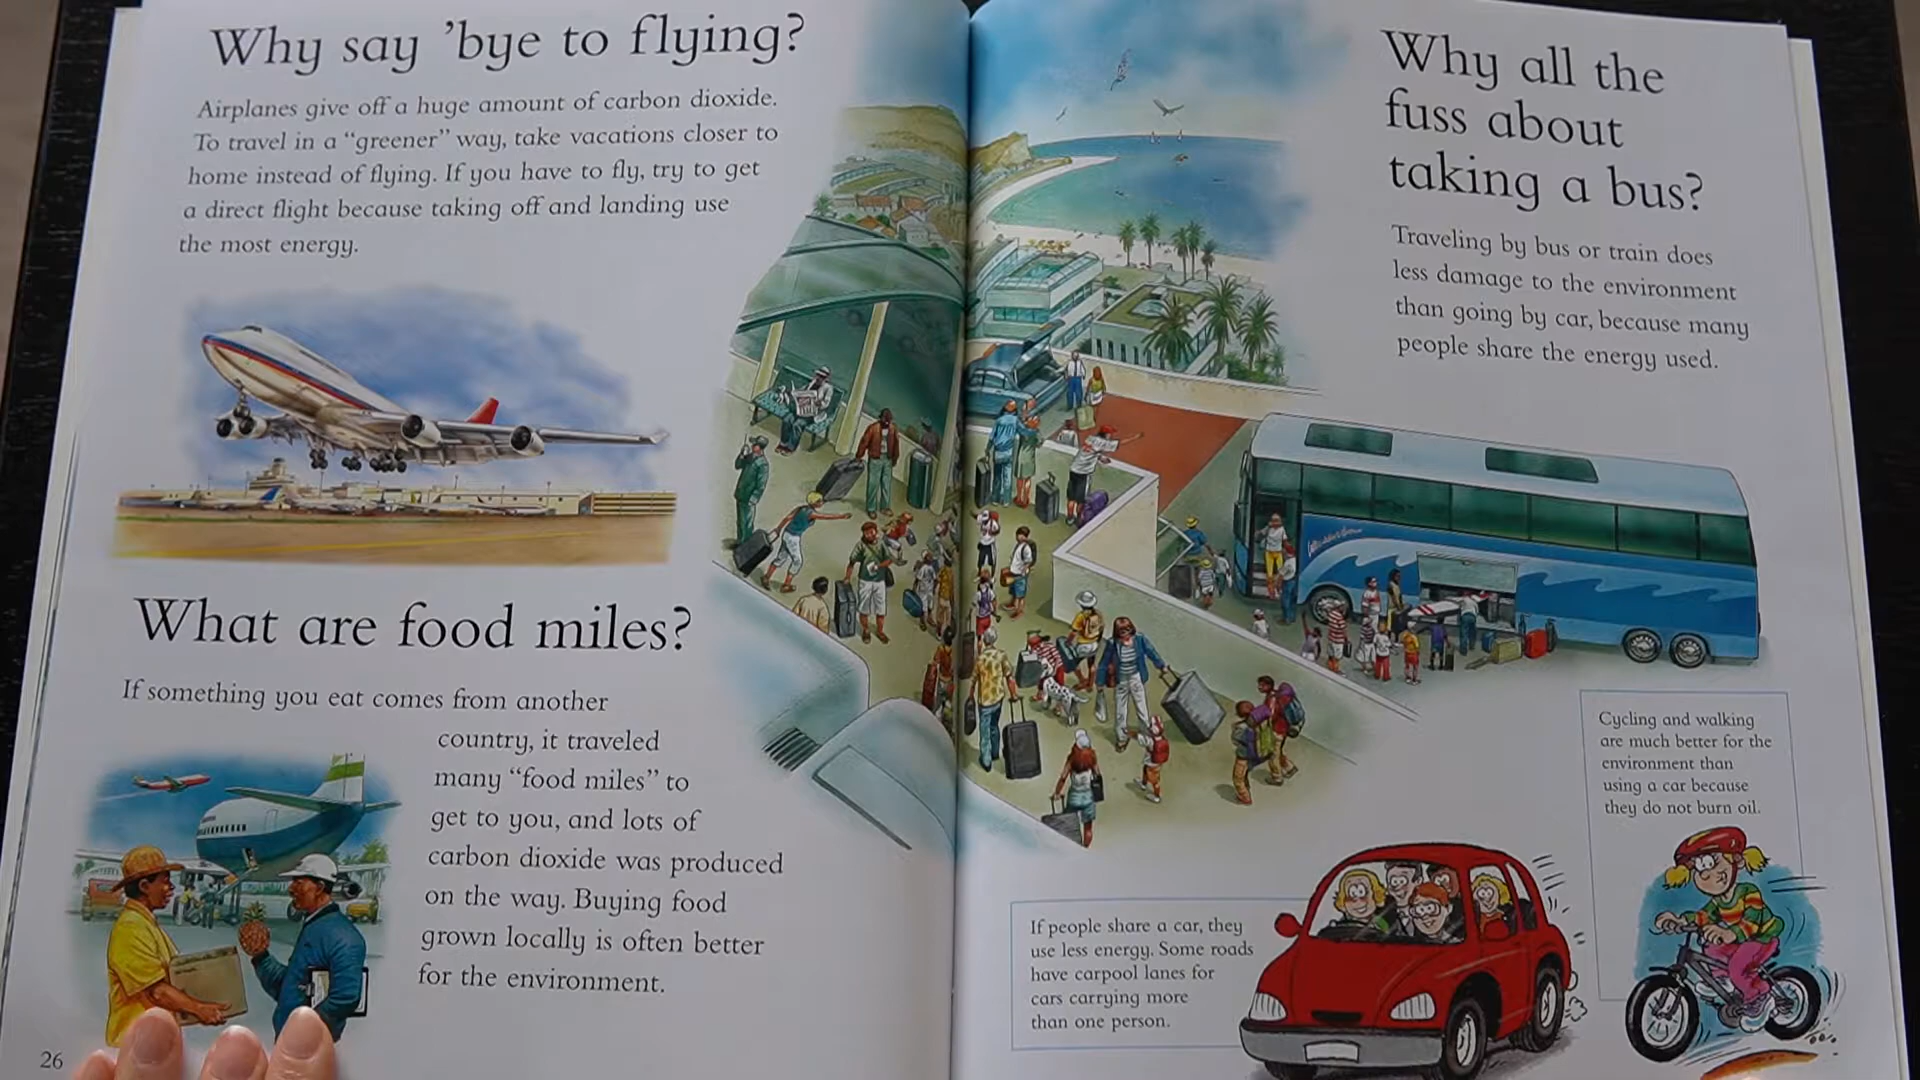 Why say 'bye to flying?
Airplanes give off a huge amount of carbon dioxide.
To travel in a "greener" way, take vacations closer to
home instead of flying. If you have to fly, try to get
a direct flight because taking off and landing use
the most energy.
What are food miles?
If something you eat comes from another
country, it traveled
many "food miles" to
get to you, and lots of
carbon dioxide was produced
on the way. Buying food
grown locally is often better
for the environment.
26
Why all the
fuss about
taking a bus?
Traveling by bus or train does
less damage to the environment
than going by car, because many
people share the energy used.
Cycling and walking
are much better for the
environment than
using a car because
they do not burn oil.
If people share a car, they
use less energy. Some roads
have carpool lanes for
cars carrying more
than one person.